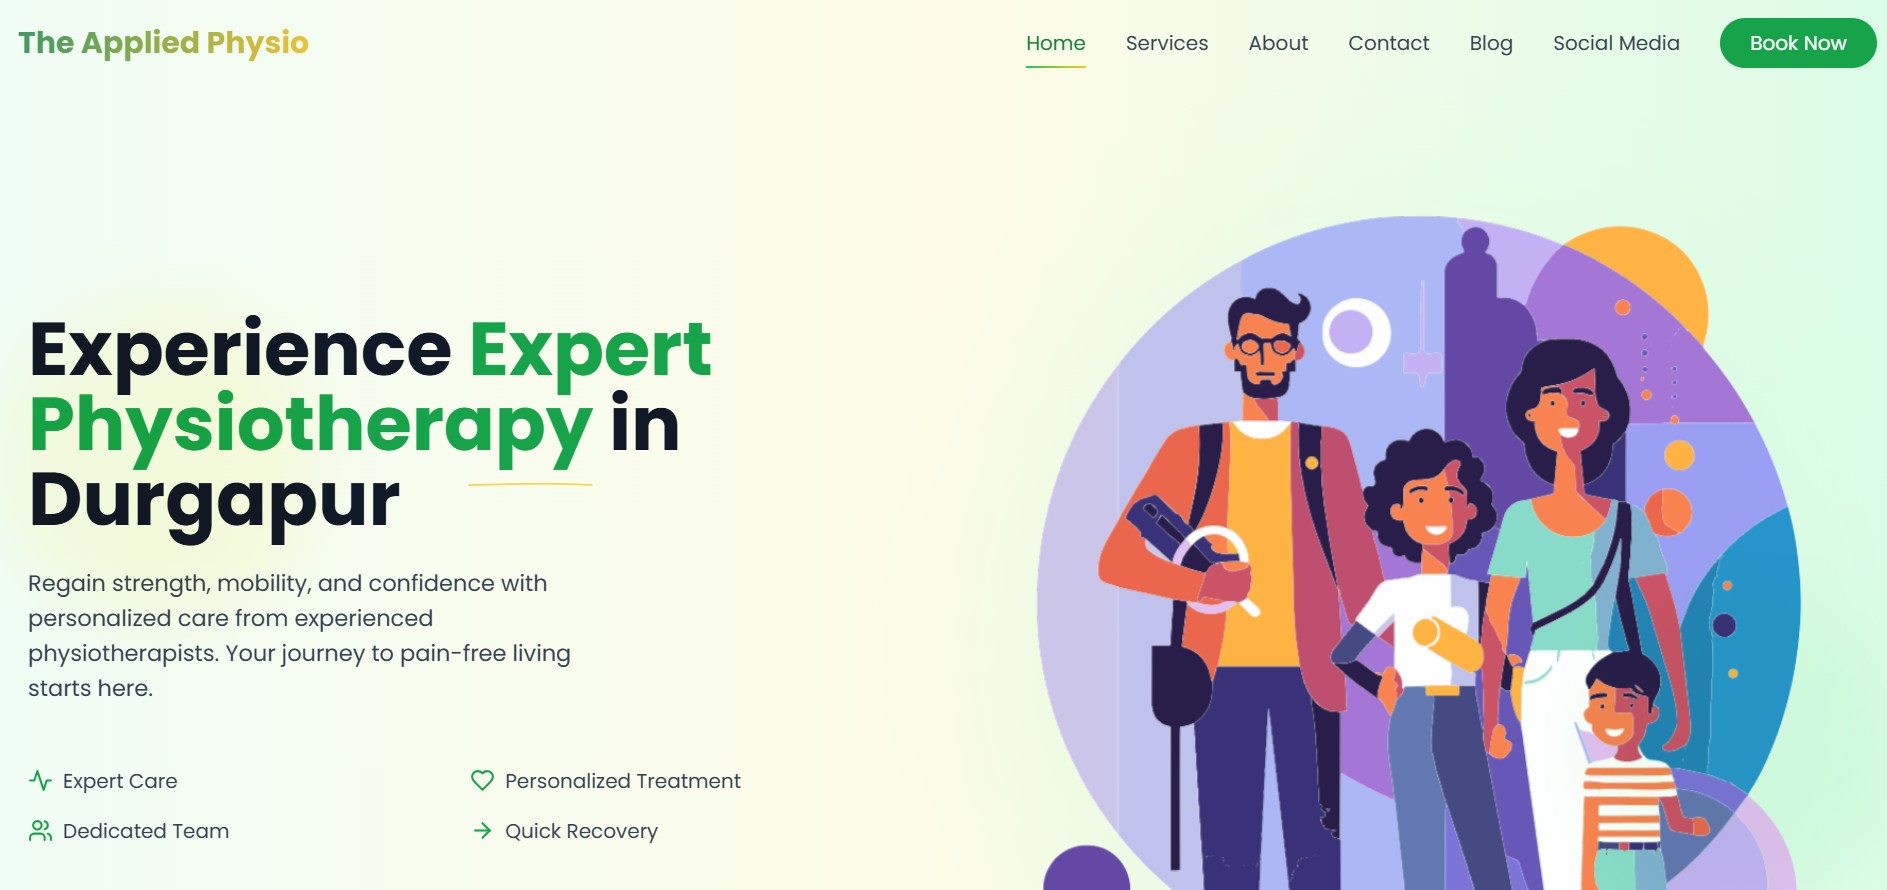 The Applied Physio
Home
Services
About
Contact
Blog
Social Media
Book Now
Experience Expert
Physiotherapy in
Durgapur
Regain strength, mobility, and confidence with
personalized care from experienced
physiotherapists. Your journey to pain-free living
starts here.
Expert Care
Personalized Treatment
Dedicated Team
Quick Recovery